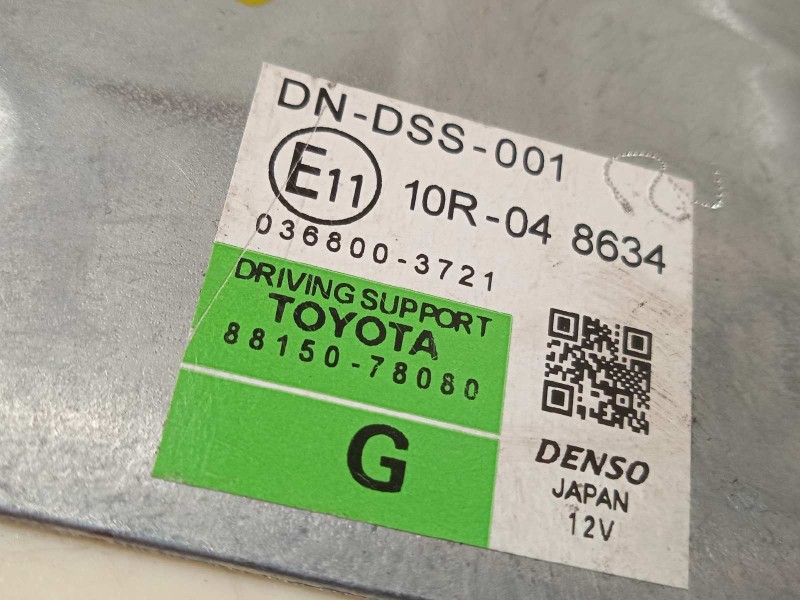 DN-DSS-001
E11 10R-04 8634
036800-3721
DRIVING SUPPORT
TOYOTA
88150-78080
G
DENSO
JAPAN
12V